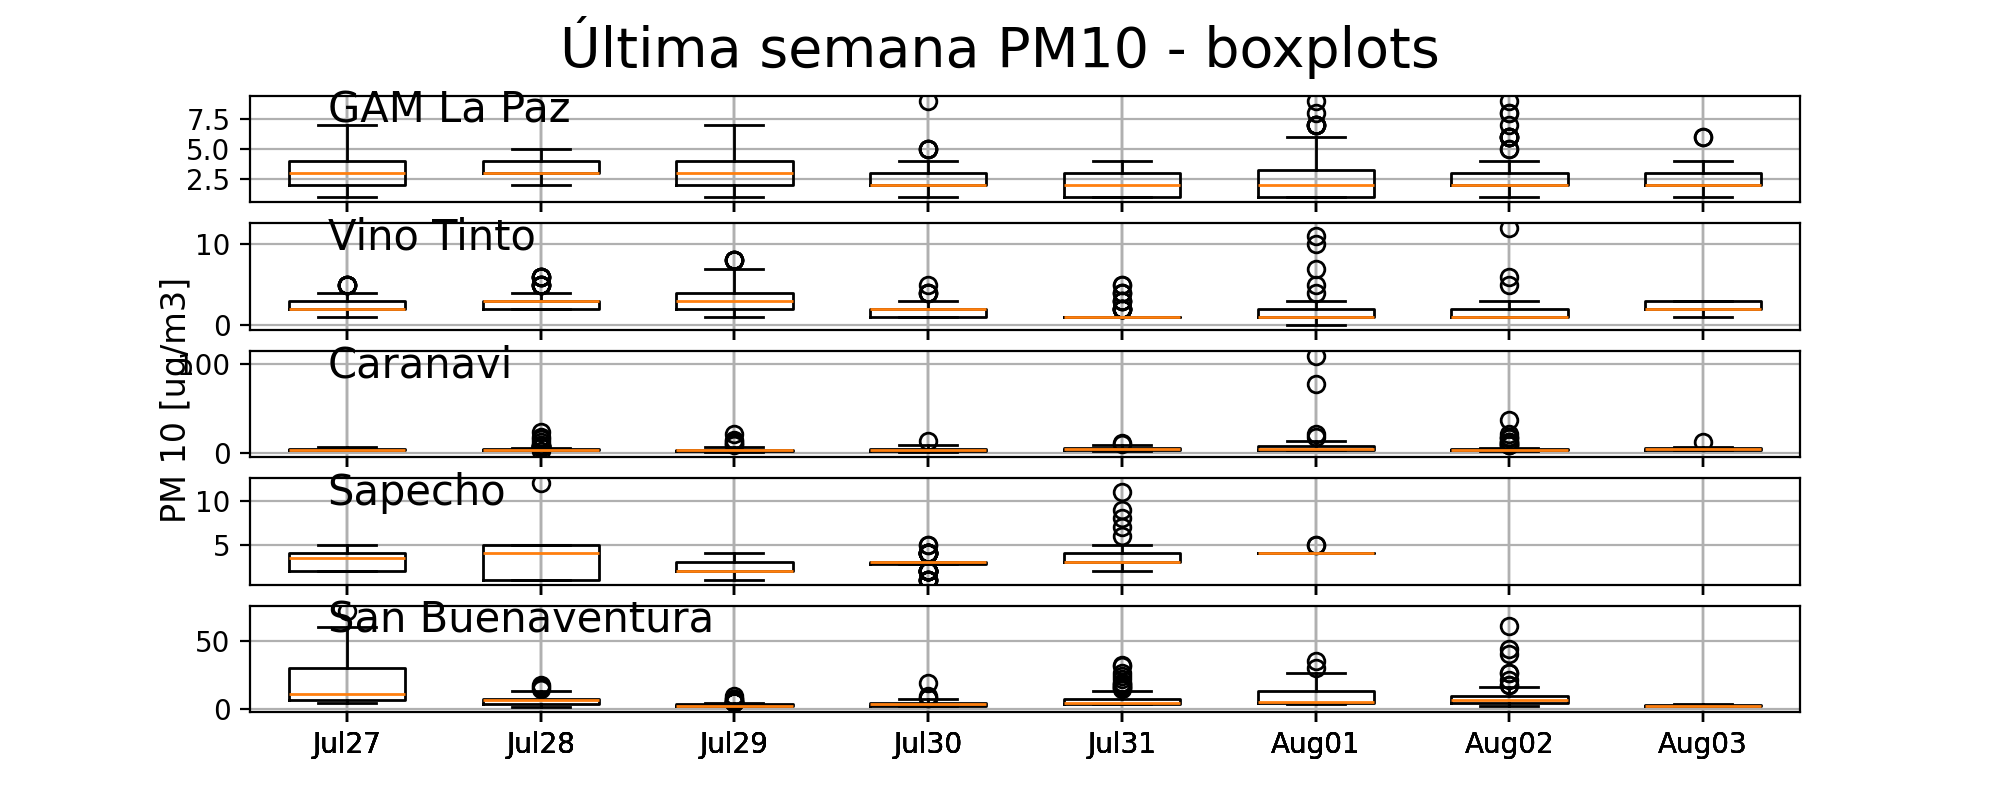 Última semana PM10 - boxplots
PM 10 [ug/m3]
GAM La Paz
7.5
5.0
2.5
Vino Tinto
10
0
Caranavi
100
0
Sapecho
10
5
San Buenaventura
50
0
Jul27 Jul28 Jul29 Jul30 Jul31 Aug01 Aug02 Aug03